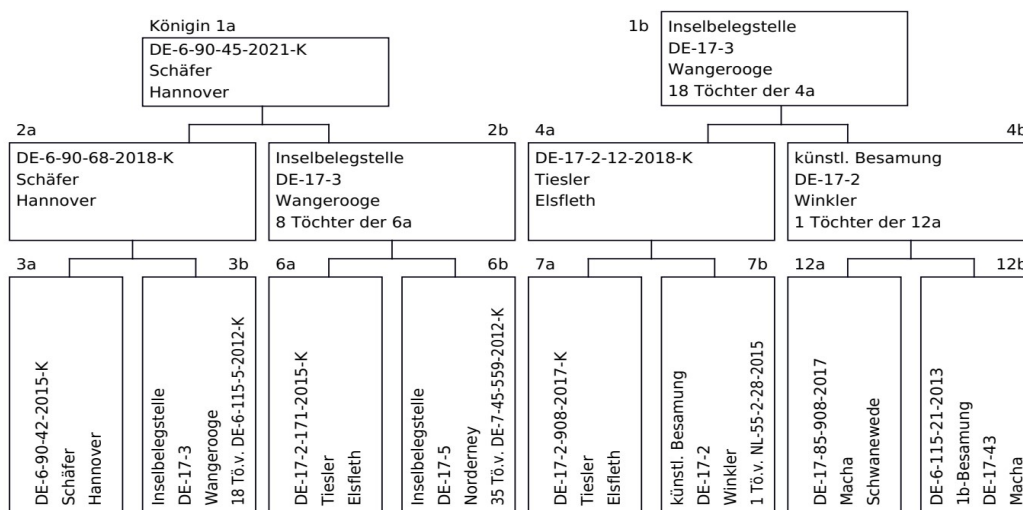 Königin 1a
DE-6-90-45-2021-K
Schäfer
Hannover
1b
Inselbelegstelle
DE-17-3
Wangerooge
18 Töchter der 4a
2a
DE-6-90-68-2018-K
Schäfer
Hannover
2b
Inselbelegstelle
DE-17-3
Wangerooge
8 Töchter der 6a
4a
DE-17-2-12-2018-K
Tiesler
Elsfleth
4b
künstl. Besamung
DE-17-2
Winkler
1 Töchter der 12a
3a
DE-6-90-42-2015-K
Schäfer
Hannover
3b
Inselbelegstelle
DE-17-3
Wangerooge
18 Tö.v. DE-6-115-5-2012-K
6a
DE-17-2-171-2015-K
Tiesler
Elsfleth
6b
Inselbelegstelle
DE-17-5
Norderney
35 Tö.v. DE-7-45-559-2012-K
7a
DE-17-2-908-2017-K
Tiesler
Elsfleth
7b
künstl. Besamung
DE-17-2
Winkler
1 Tö.v. NL-55-2-28-2015
12a
DE-17-85-908-2017
Macha
Schwanewede
12b
DE-6-115-21-2013
1b-Besamung
DE-17-43
Macha